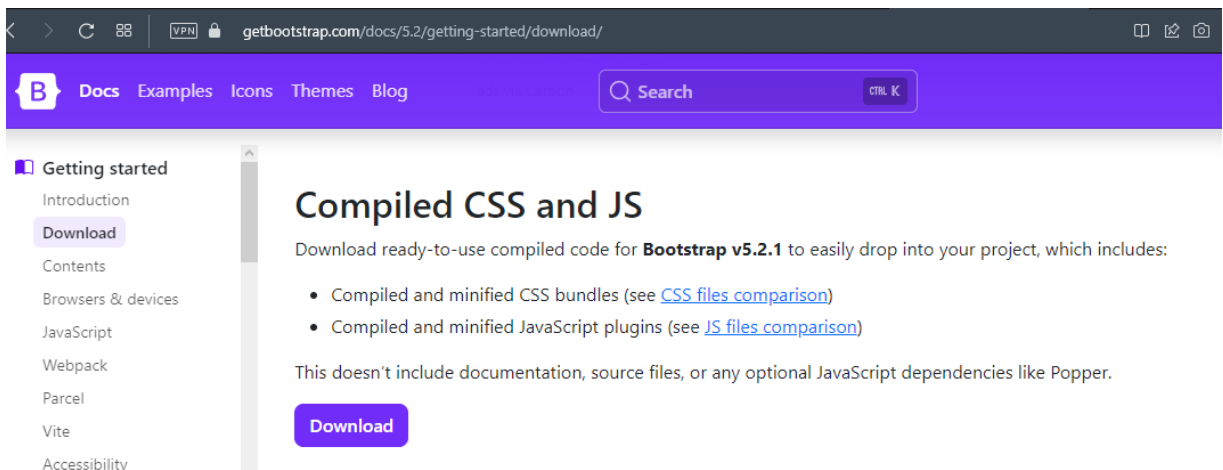 VPN getbootstrap.com/docs/5.2/getting-started/download/
B Docs Examples Icons Themes Blog Search CTRL K
Getting started
Introduction
Download
Contents
Browsers & devices
JavaScript
Webpack
Parcel
Vite
Accessibility
Compiled CSS and JS
Download ready-to-use compiled code for Bootstrap v5.2.1 to easily drop into your project, which includes:
• Compiled and minified CSS bundles (see CSS files comparison)
• Compiled and minified JavaScript plugins (see JS files comparison)
This doesn’t include documentation, source files, or any optional JavaScript dependencies like Popper.
Download